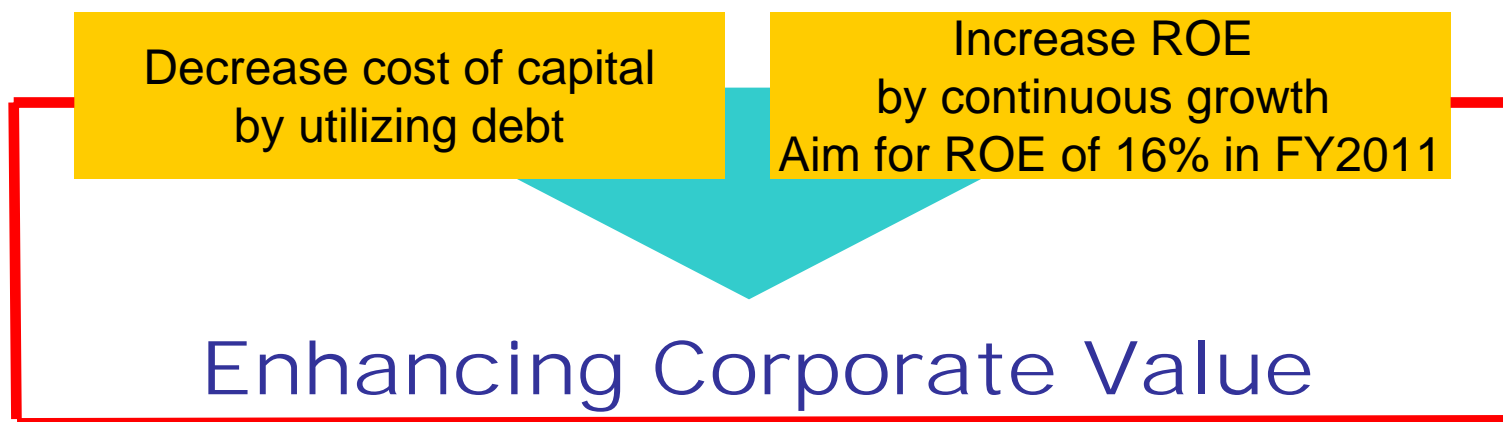 Decrease cost of capital
by utilizing debt
Increase ROE
by continuous growth
Aim for ROE of 16% in FY2011
Enhancing Corporate Value